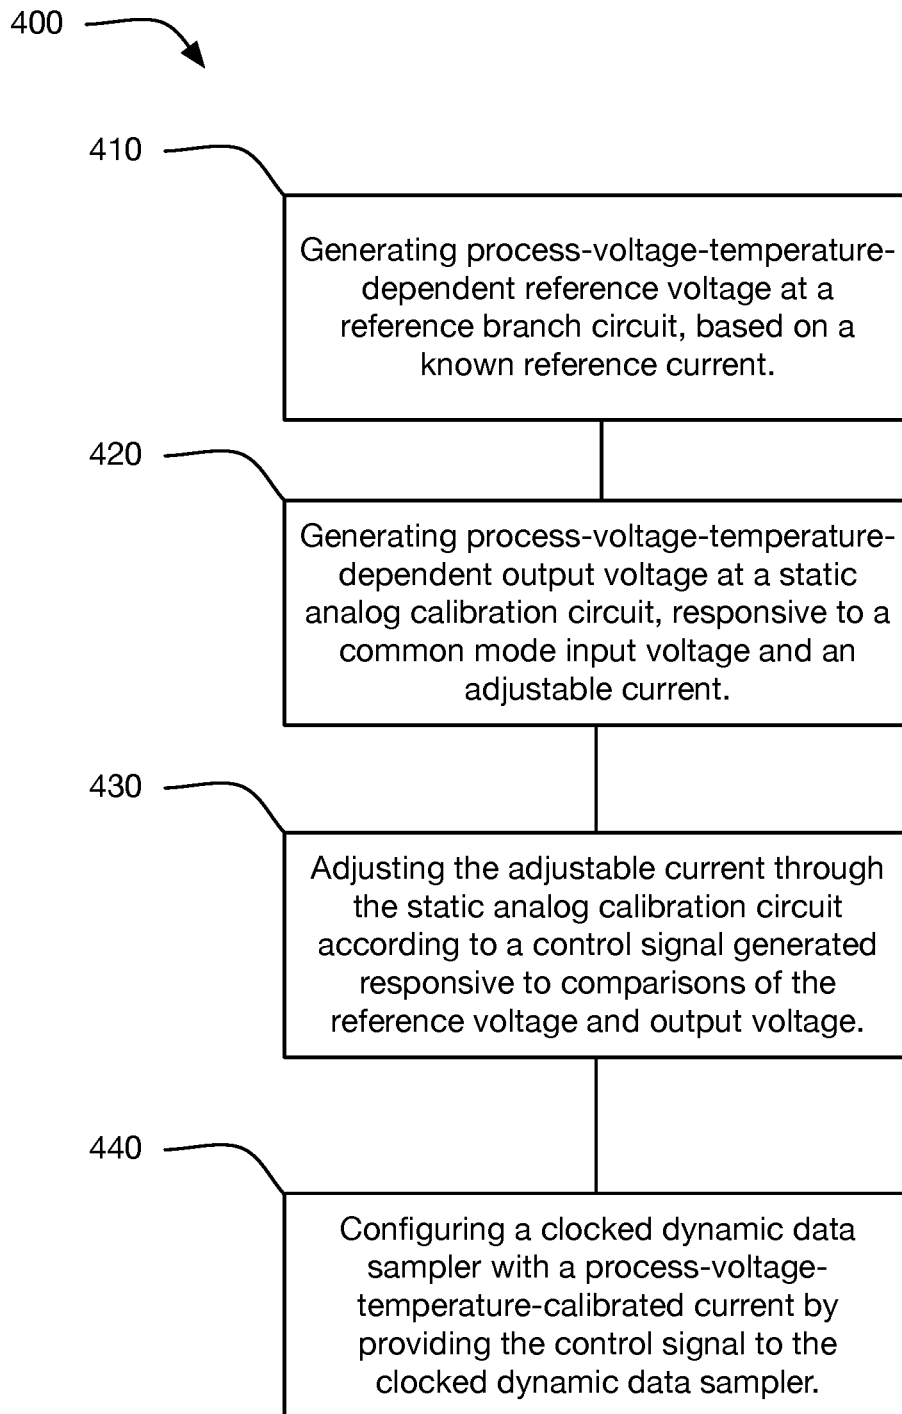 400
410
Generating process-voltage-temperature-
dependent reference voltage at a
reference branch circuit, based on a
known reference current.
420
Generating process-voltage-temperature-
dependent output voltage at a static
analog calibration circuit, responsive to a
common mode input voltage and an
adjustable current.
430
Adjusting the adjustable current through
the static analog calibration circuit
according to a control signal generated
responsive to comparisons of the
reference voltage and output voltage.
440
Configuring a clocked dynamic data
sampler with a process-voltage-
temperature-calibrated current by
providing the control signal to the
clocked dynamic data sampler.